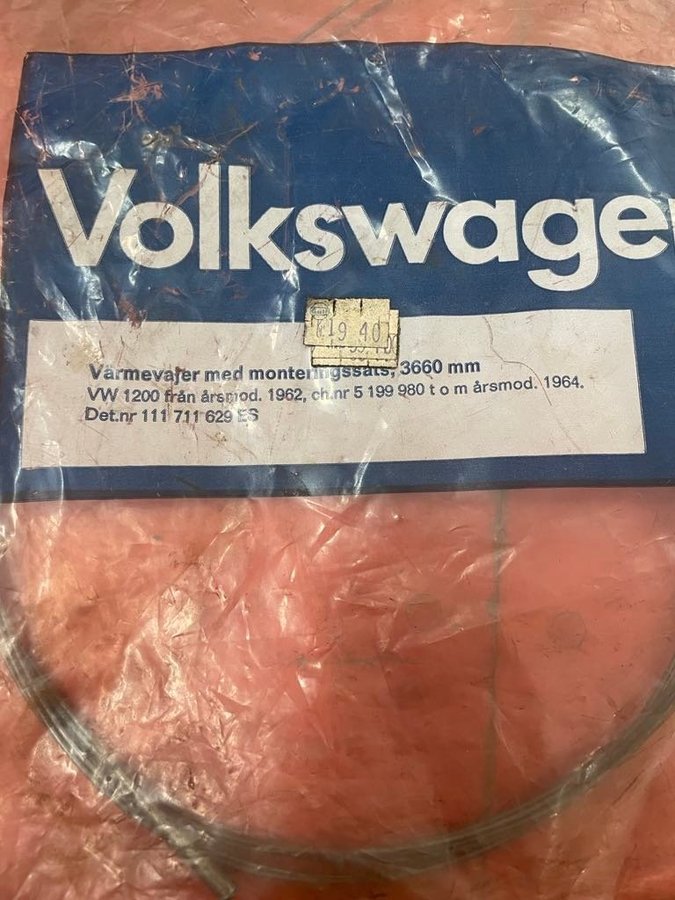 Volkswage
19 40
Värmevajer med monteringssats, 3660 mm
VW 1200 från årsmod. 1962, ch.nr 5 199 980 t o m årsmod. 1964.
Det.nr 111 711 629 ES